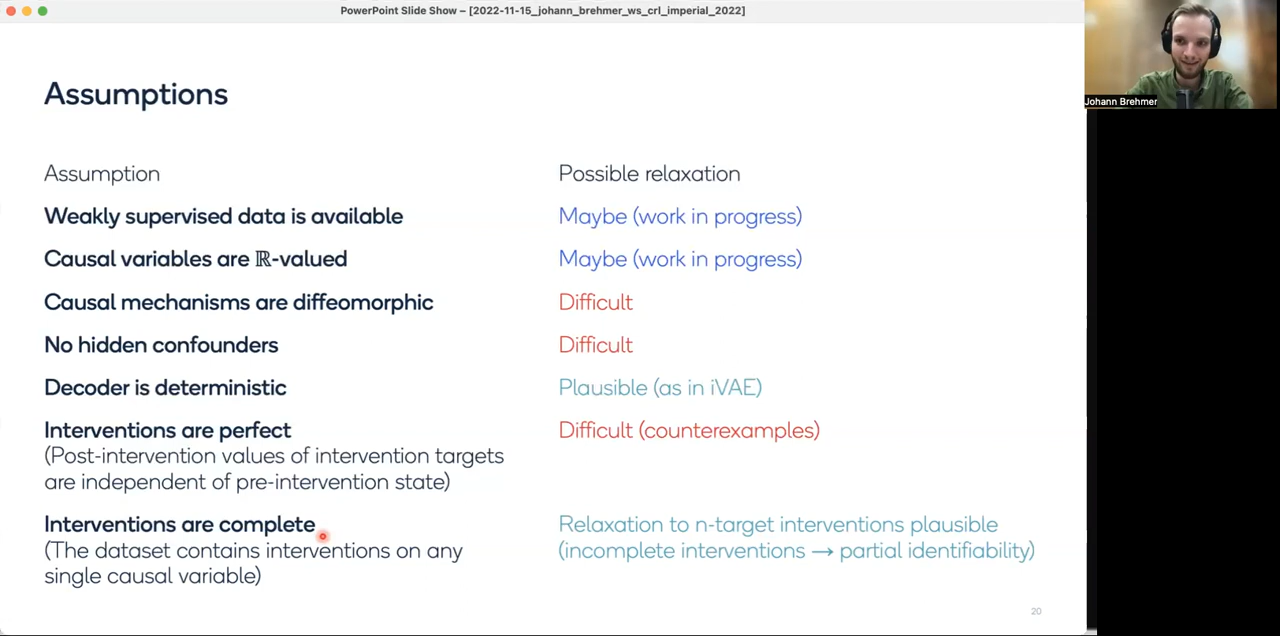 PowerPoint Slide Show – [2022-11-15_johann_brehmer_ws_crl_imperial_2022]
Johann Brehmer
Assumptions
Assumption
Possible relaxation
Weakly supervised data is available
Maybe (work in progress)
Causal variables are ℝ-valued
Maybe (work in progress)
Causal mechanisms are diffeomorphic
Difficult
No hidden confounders
Difficult
Decoder is deterministic
Plausible (as in iVAE)
Interventions are perfect
Difficult (counterexamples)
(Post-intervention values of intervention targets
are independent of pre-intervention state)
Interventions are complete
Relaxation to n-target interventions plausible
(The dataset contains interventions on any
(incomplete interventions → partial identifiability)
single causal variable)
20